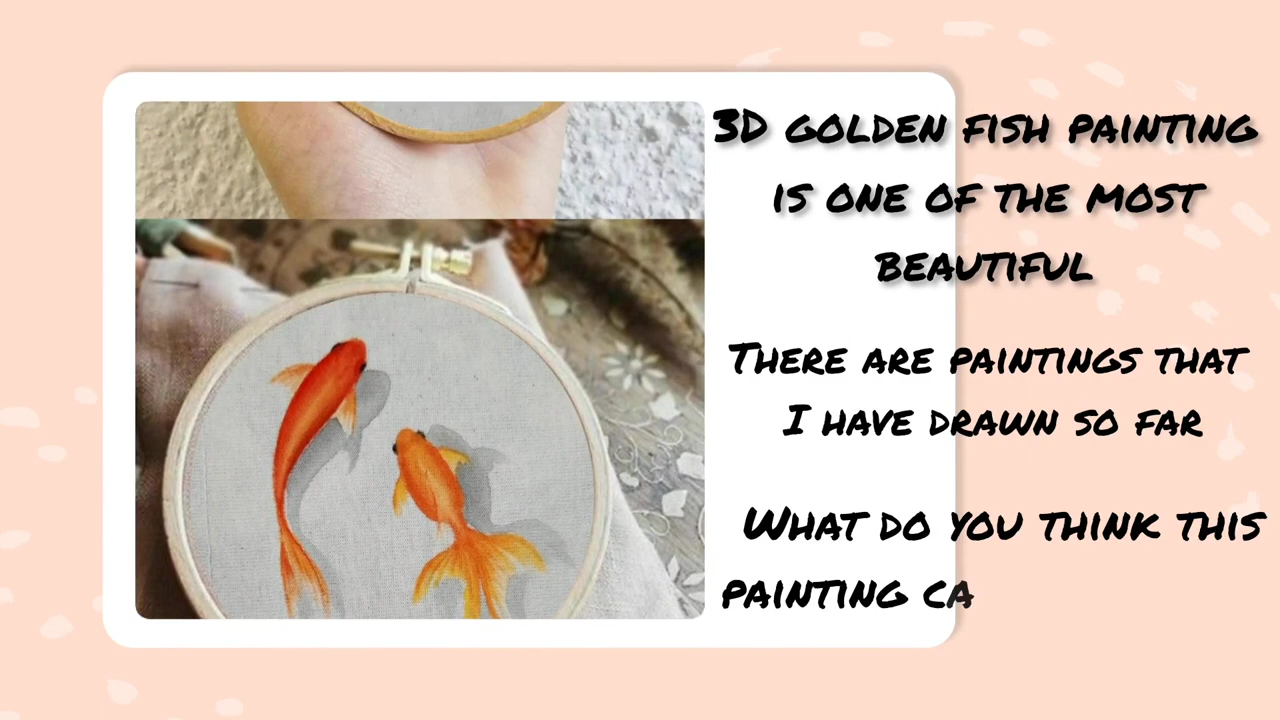 3D golden fish painting
is one of the most
beautiful
There are paintings that
I have drawn so far
What do you think this
painting ca